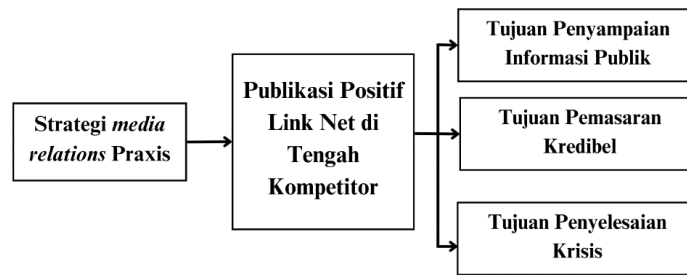 Strategi media
relations Praxis
Publikasi Positif
Link Net di
Tengah
Kompetitor
Tujuan Penyampaian
Informasi Publik
Tujuan Pemasaran
Kredibel
Tujuan Penyelesaian
Krisis